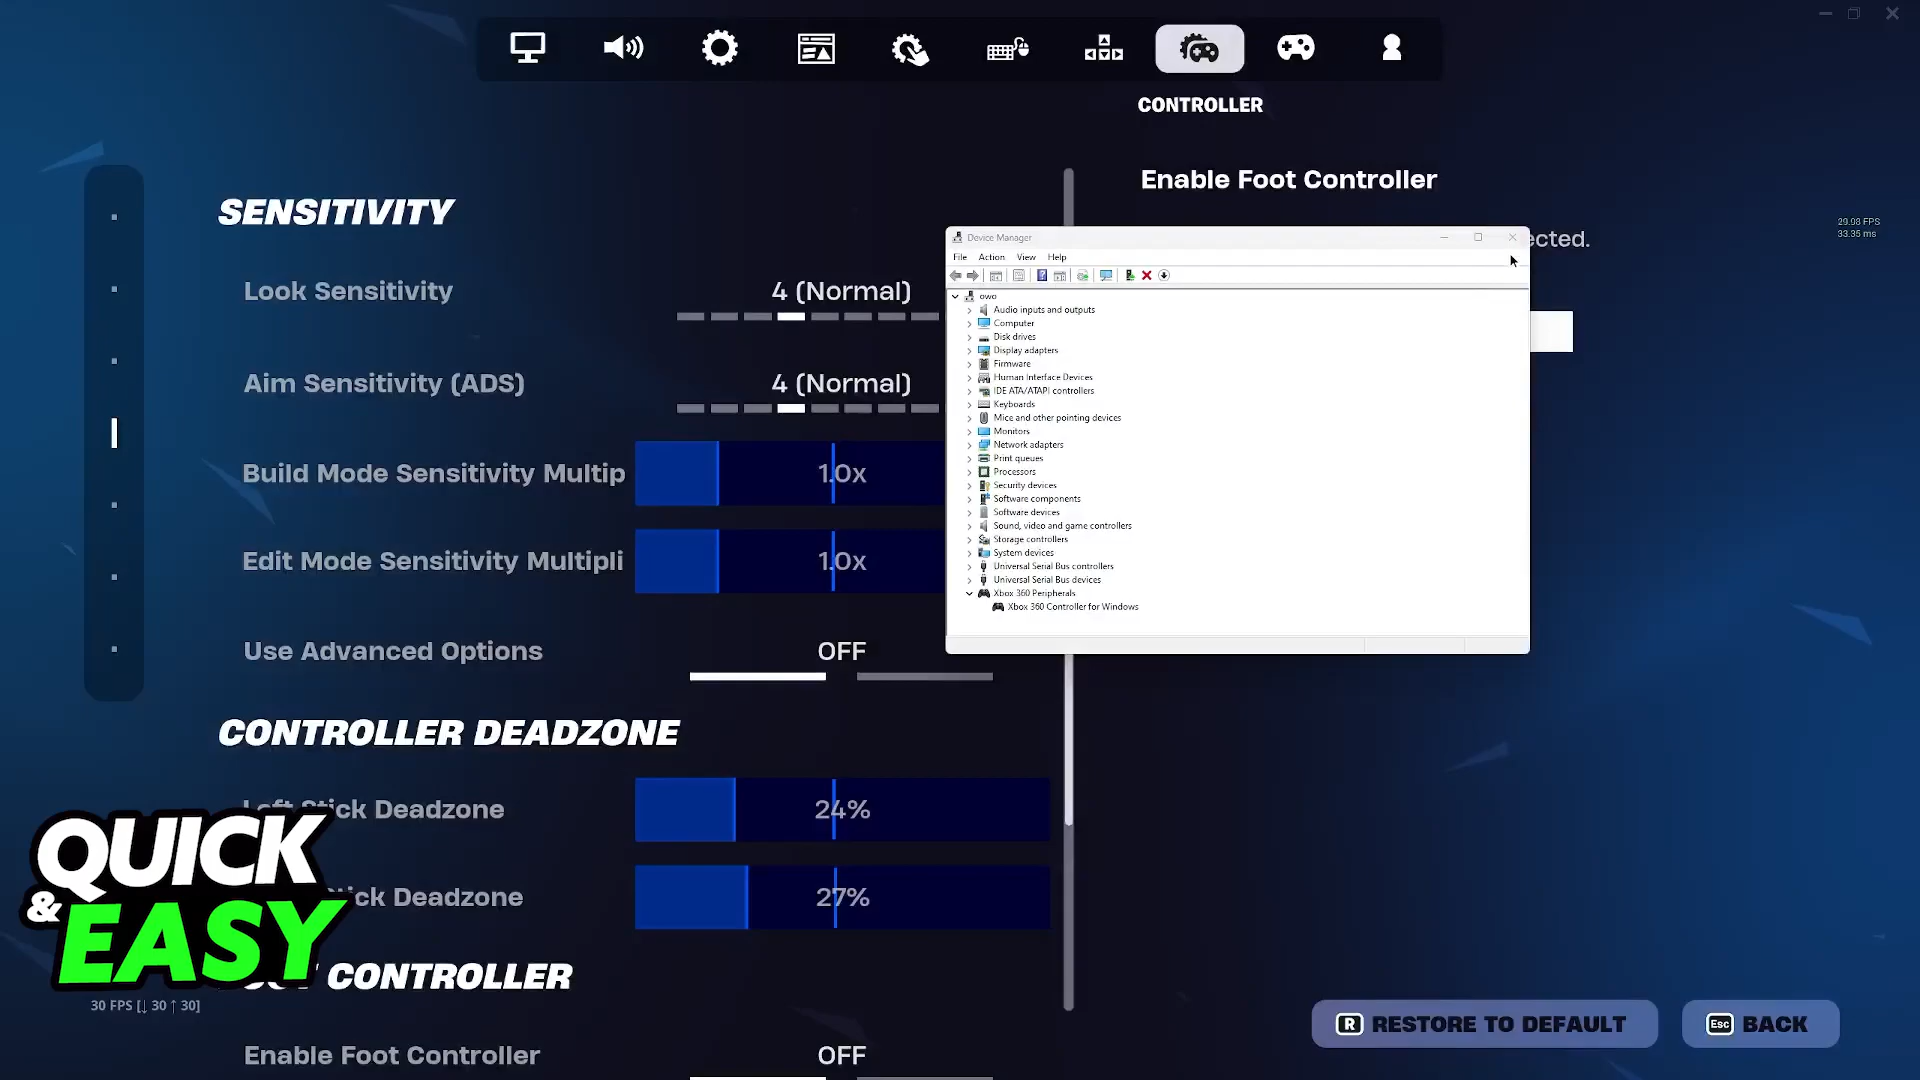 CONTROLLER
Enable Foot Controller
ected.
29.98 FPS
33.35 ms
SENSITIVITY
Look Sensitivity
4 (Normal)
Aim Sensitivity (ADS)
4 (Normal)
Build Mode Sensitivity Multip
1.0x
Edit Mode Sensitivity Multipli
1.0x
Use Advanced Options
OFF
CONTROLLER DEADZONE
Left Stick Deadzone
24%
ick Deadzone
27%
CONTROLLER
Enable Foot Controller
OFF
Device Manager
File Action View Help
owo
Audio inputs and outputs
Computer
Disk drives
Display adapters
Firmware
Human Interface Devices
IDE ATA/ATAPI controllers
Keyboards
Mice and other pointing devices
Monitors
Network adapters
Print queues
Processors
Security devices
Software components
Software devices
Sound, video and game controllers
Storage controllers
System devices
Universal Serial Bus controllers
Universal Serial Bus devices
Xbox 360 Peripherals
Xbox 360 Controller for Windows
QUICK
& EASY
30 FPS [↓ 30 ↑ 30]
R RESTORE TO DEFAULT
Esc BACK